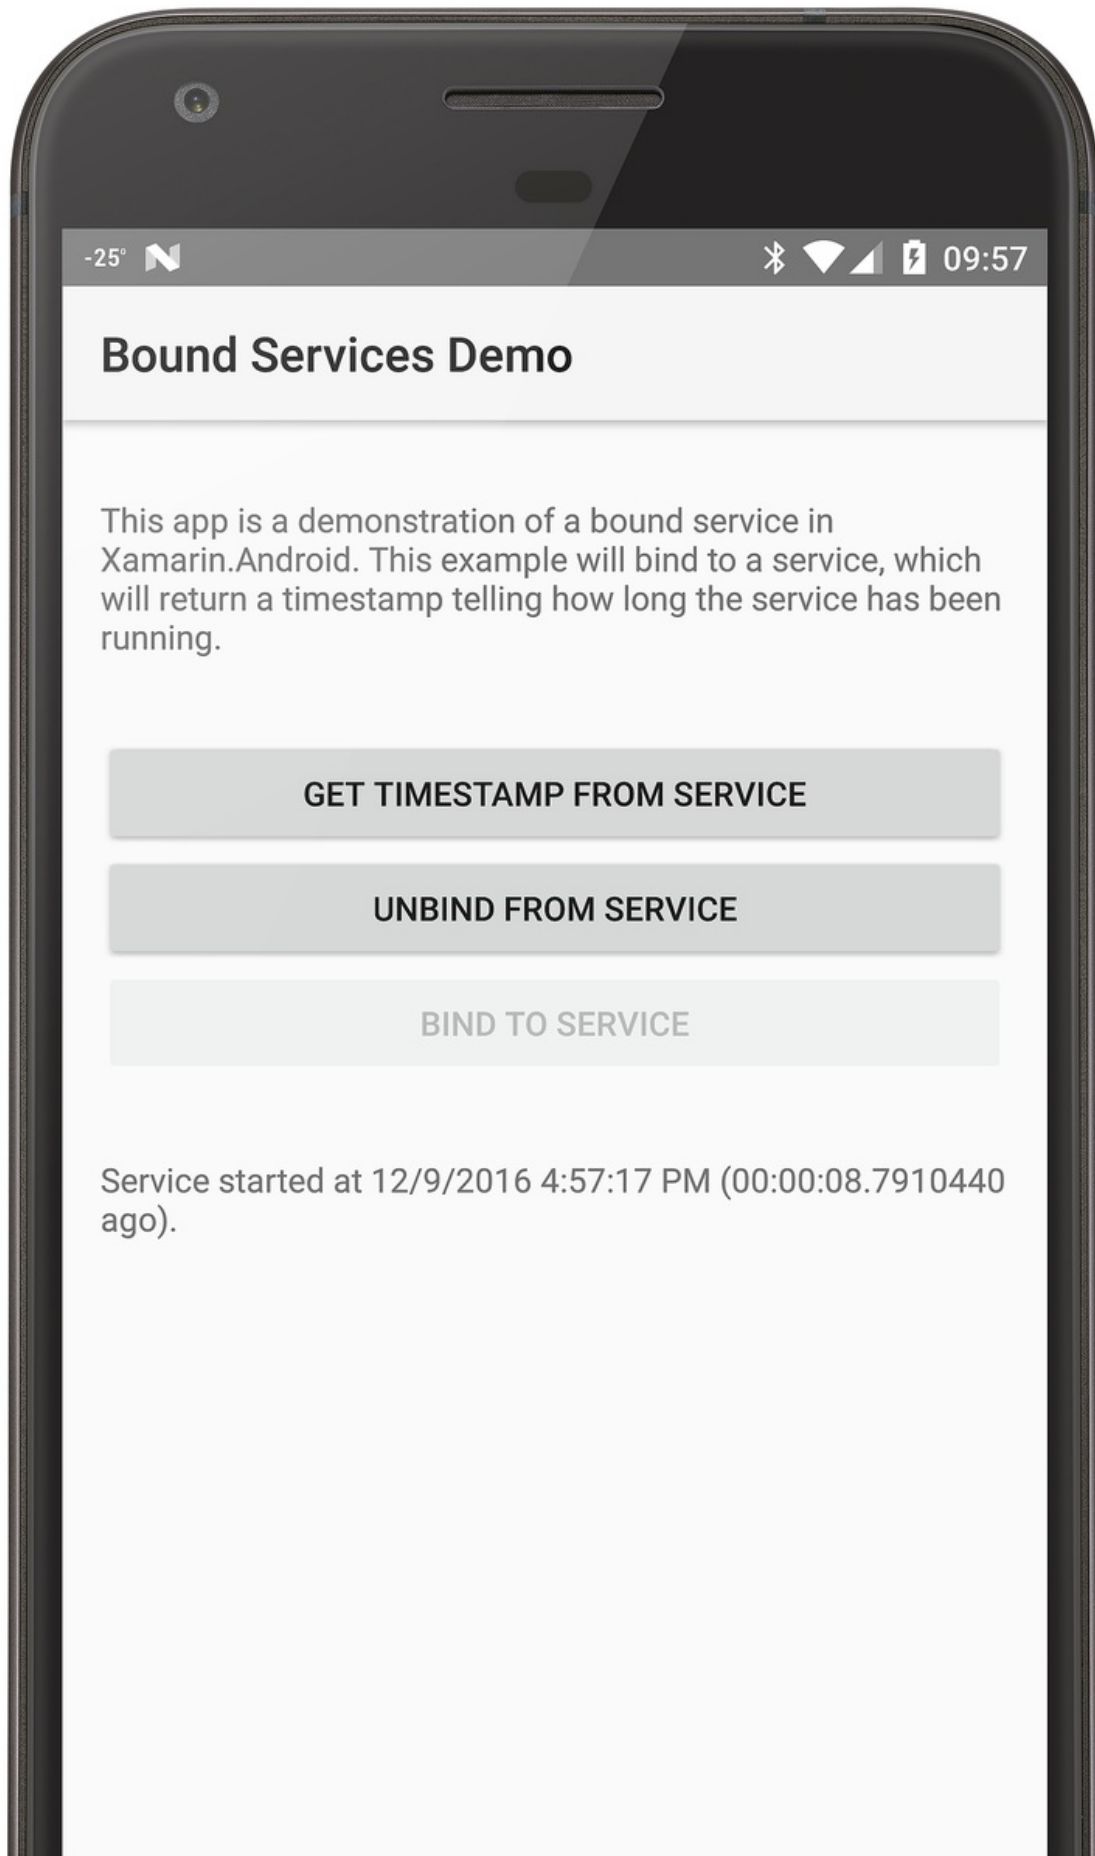 -25° 09:57
Bound Services Demo
This app is a demonstration of a bound service in
Xamarin.Android. This example will bind to a service, which
will return a timestamp telling how long the service has been
running.
GET TIMESTAMP FROM SERVICE
UNBIND FROM SERVICE
BIND TO SERVICE
Service started at 12/9/2016 4:57:17 PM (00:00:08.7910440
ago).